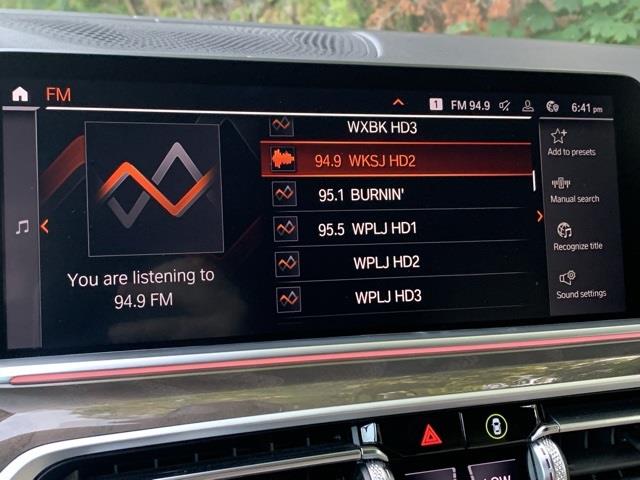 FM
1 FM 94.9 6:41 pm
WXBK HD3
94.9 WKSJ HD2
95.1 BURNIN'
95.5 WPLJ HD1
WPLJ HD2
WPLJ HD3
You are listening to
94.9 FM
Add to presets
Manual search
Recognize title
Sound settings
LOW